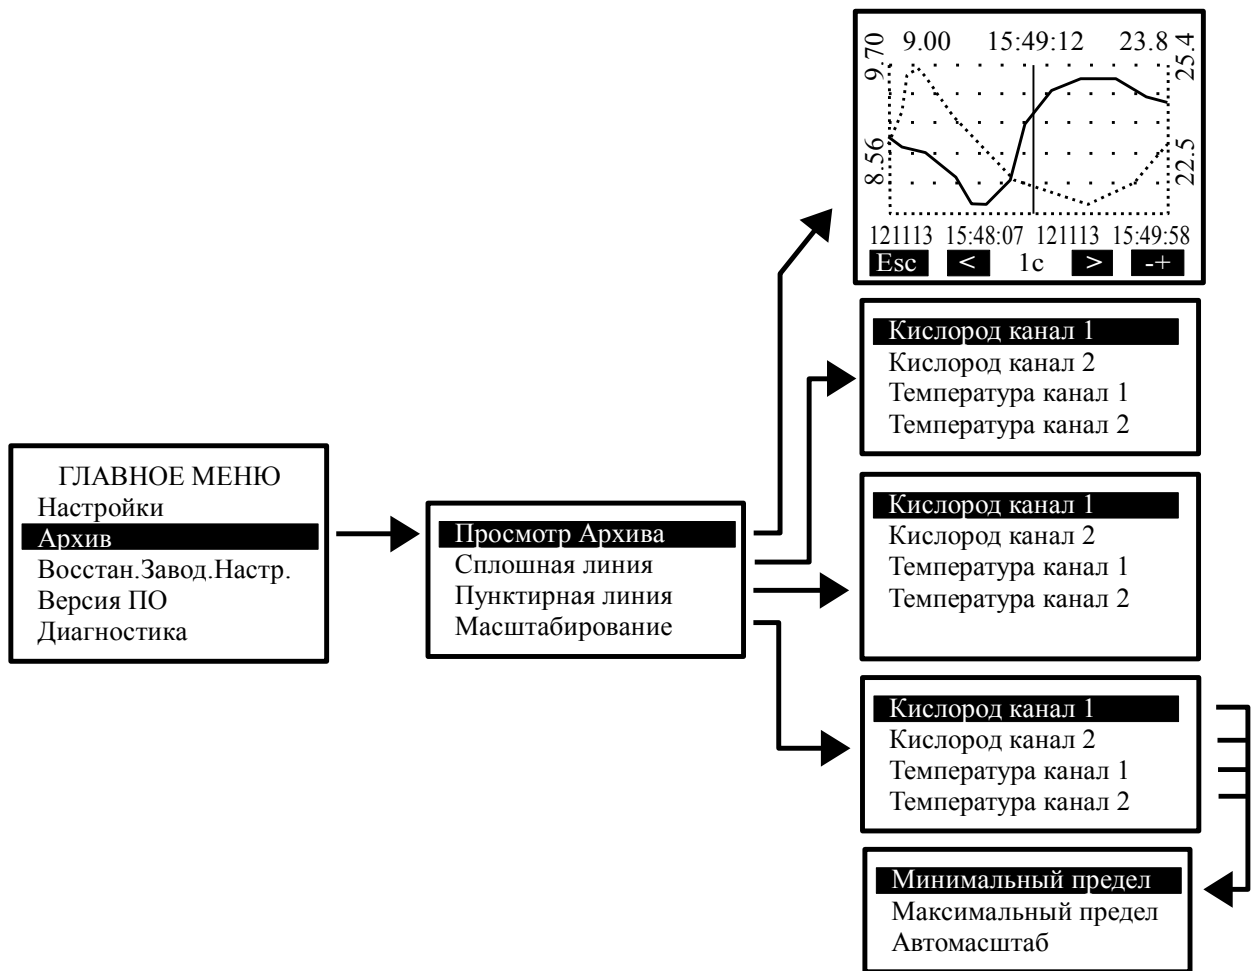 9.00 15:49:12 23.8
9.70
8.56
25.4
22.5
121113 15:48:07 121113 15:49:58
Esc < 1с > -+
Кислород канал 1
Кислород канал 2
Температура канал 1
Температура канал 2
ГЛАВНОЕ МЕНЮ
Настройки
Архив
Восстан.Завод.Настр.
Версия ПО
Диагностика
Просмотр Архива
Сплошная линия
Пунктирная линия
Масштабирование
Кислород канал 1
Кислород канал 2
Температура канал 1
Температура канал 2
Кислород канал 1
Кислород канал 2
Температура канал 1
Температура канал 2
Минимальный предел
Максимальный предел
Автомасштаб